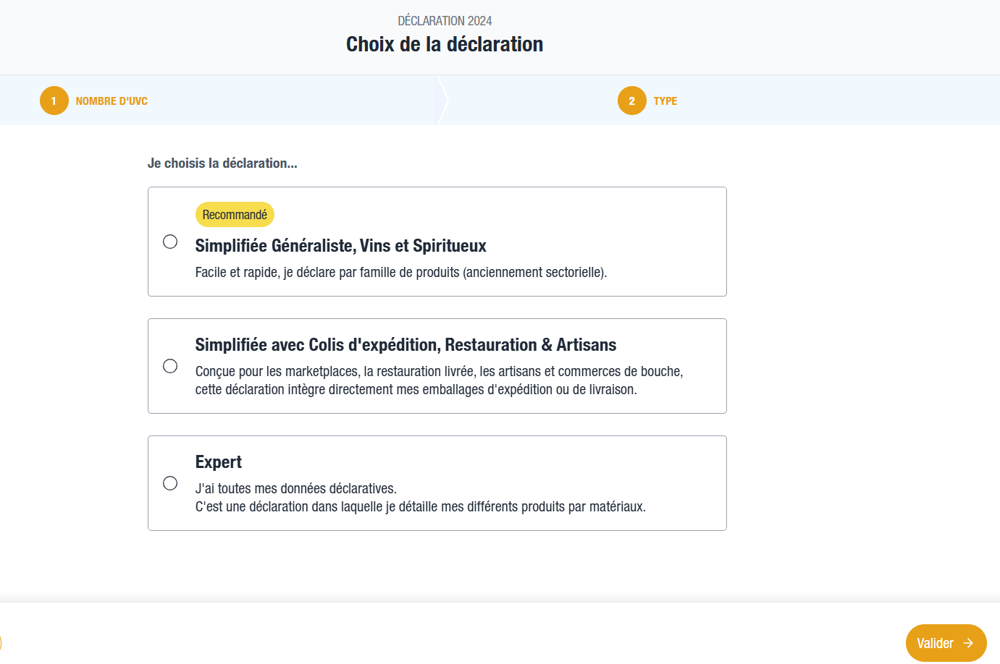 DÉCLARATION 2024
Choix de la déclaration
1 NOMBRE D'UVC
2 TYPE
Je choisis la déclaration...
Recommandé
Simplifiée Généraliste, Vins et Spiritueux
Facile et rapide, je déclare par famille de produits (anciennement sectorielle).
Simplifiée avec Colis d'expédition, Restauration & Artisans
Conçue pour les marketplaces, la restauration livrée, les artisans et commerces de bouche,
cette déclaration intègre directement mes emballages d'expédition ou de livraison.
Expert
J'ai toutes mes données déclaratives.
C'est une déclaration dans laquelle je détaille mes différents produits par matériaux.
Valider